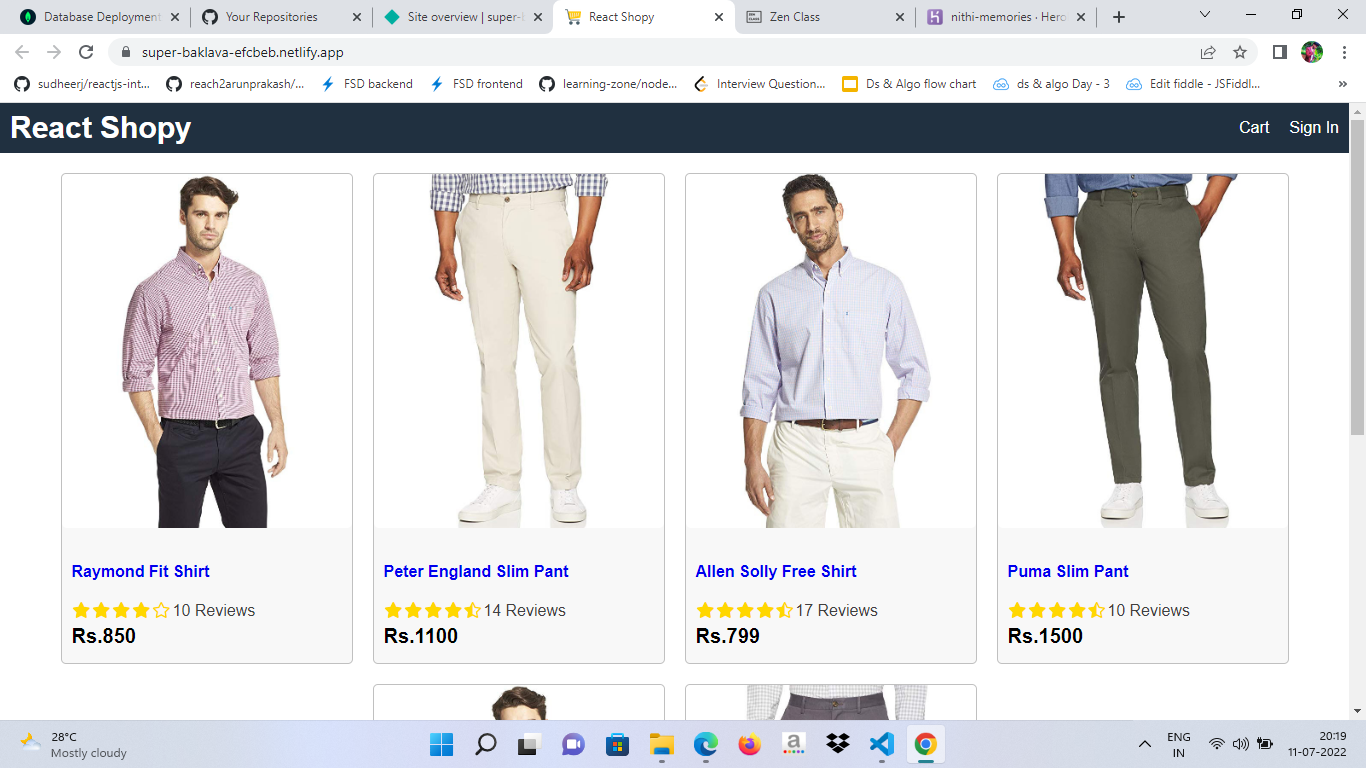 Database Deployment
Your Repositories
Site overview | super-b
React Shopy
Zen Class
nithi-memories · Hero
super-baklava-efcbeb.netlify.app
sudheerj/reactjs-int...
reach2arunprakash/...
FSD backend
FSD frontend
learning-zone/node...
Interview Question...
Ds & Algo flow chart
ds & algo Day - 3
Edit fiddle - JSFiddl...
»
React Shopy
Cart
Sign In
Raymond Fit Shirt
10 Reviews
Rs.850
Peter England Slim Pant
14 Reviews
Rs.1100
Allen Solly Free Shirt
17 Reviews
Rs.799
Puma Slim Pant
10 Reviews
Rs.1500
28°C
Mostly cloudy
a
ENG
IN
20:19
11-07-2022